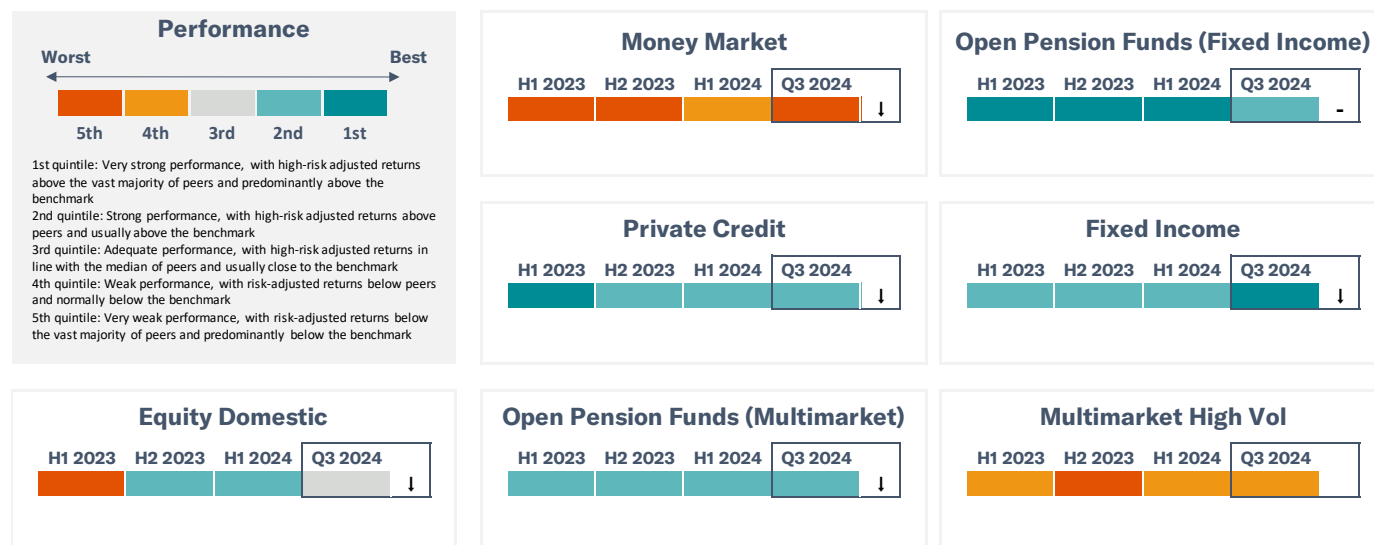 Performance
Worst Best
5th 4th 3rd 2nd 1st
1st quintile: Very strong performance, with high-risk adjusted returns
above the vast majority of peers and predominantly above the
benchmark
2nd quintile: Strong performance, with high-risk adjusted returns above
peers and usually above the benchmark
3rd quintile: Adequate performance, with high-risk adjusted returns in
line with the median of peers and usually close to the benchmark
4th quintile: Weak performance, with risk-adjusted returns below peers
and normally below the benchmark
5th quintile: Very weak performance, with risk-adjusted returns below
the vast majority of peers and predominantly below the benchmark
Money Market
H1 2023 H2 2023 H1 2024 Q3 2024
↓
Open Pension Funds (Fixed Income)
H1 2023 H2 2023 H1 2024 Q3 2024
-
Private Credit
H1 2023 H2 2023 H1 2024 Q3 2024
↓
Fixed Income
H1 2023 H2 2023 H1 2024 Q3 2024
↓
Equity Domestic
H1 2023 H2 2023 H1 2024 Q3 2024
↓
Open Pension Funds (Multimarket)
H1 2023 H2 2023 H1 2024 Q3 2024
↓
Multimarket High Vol
H1 2023 H2 2023 H1 2024 Q3 2024